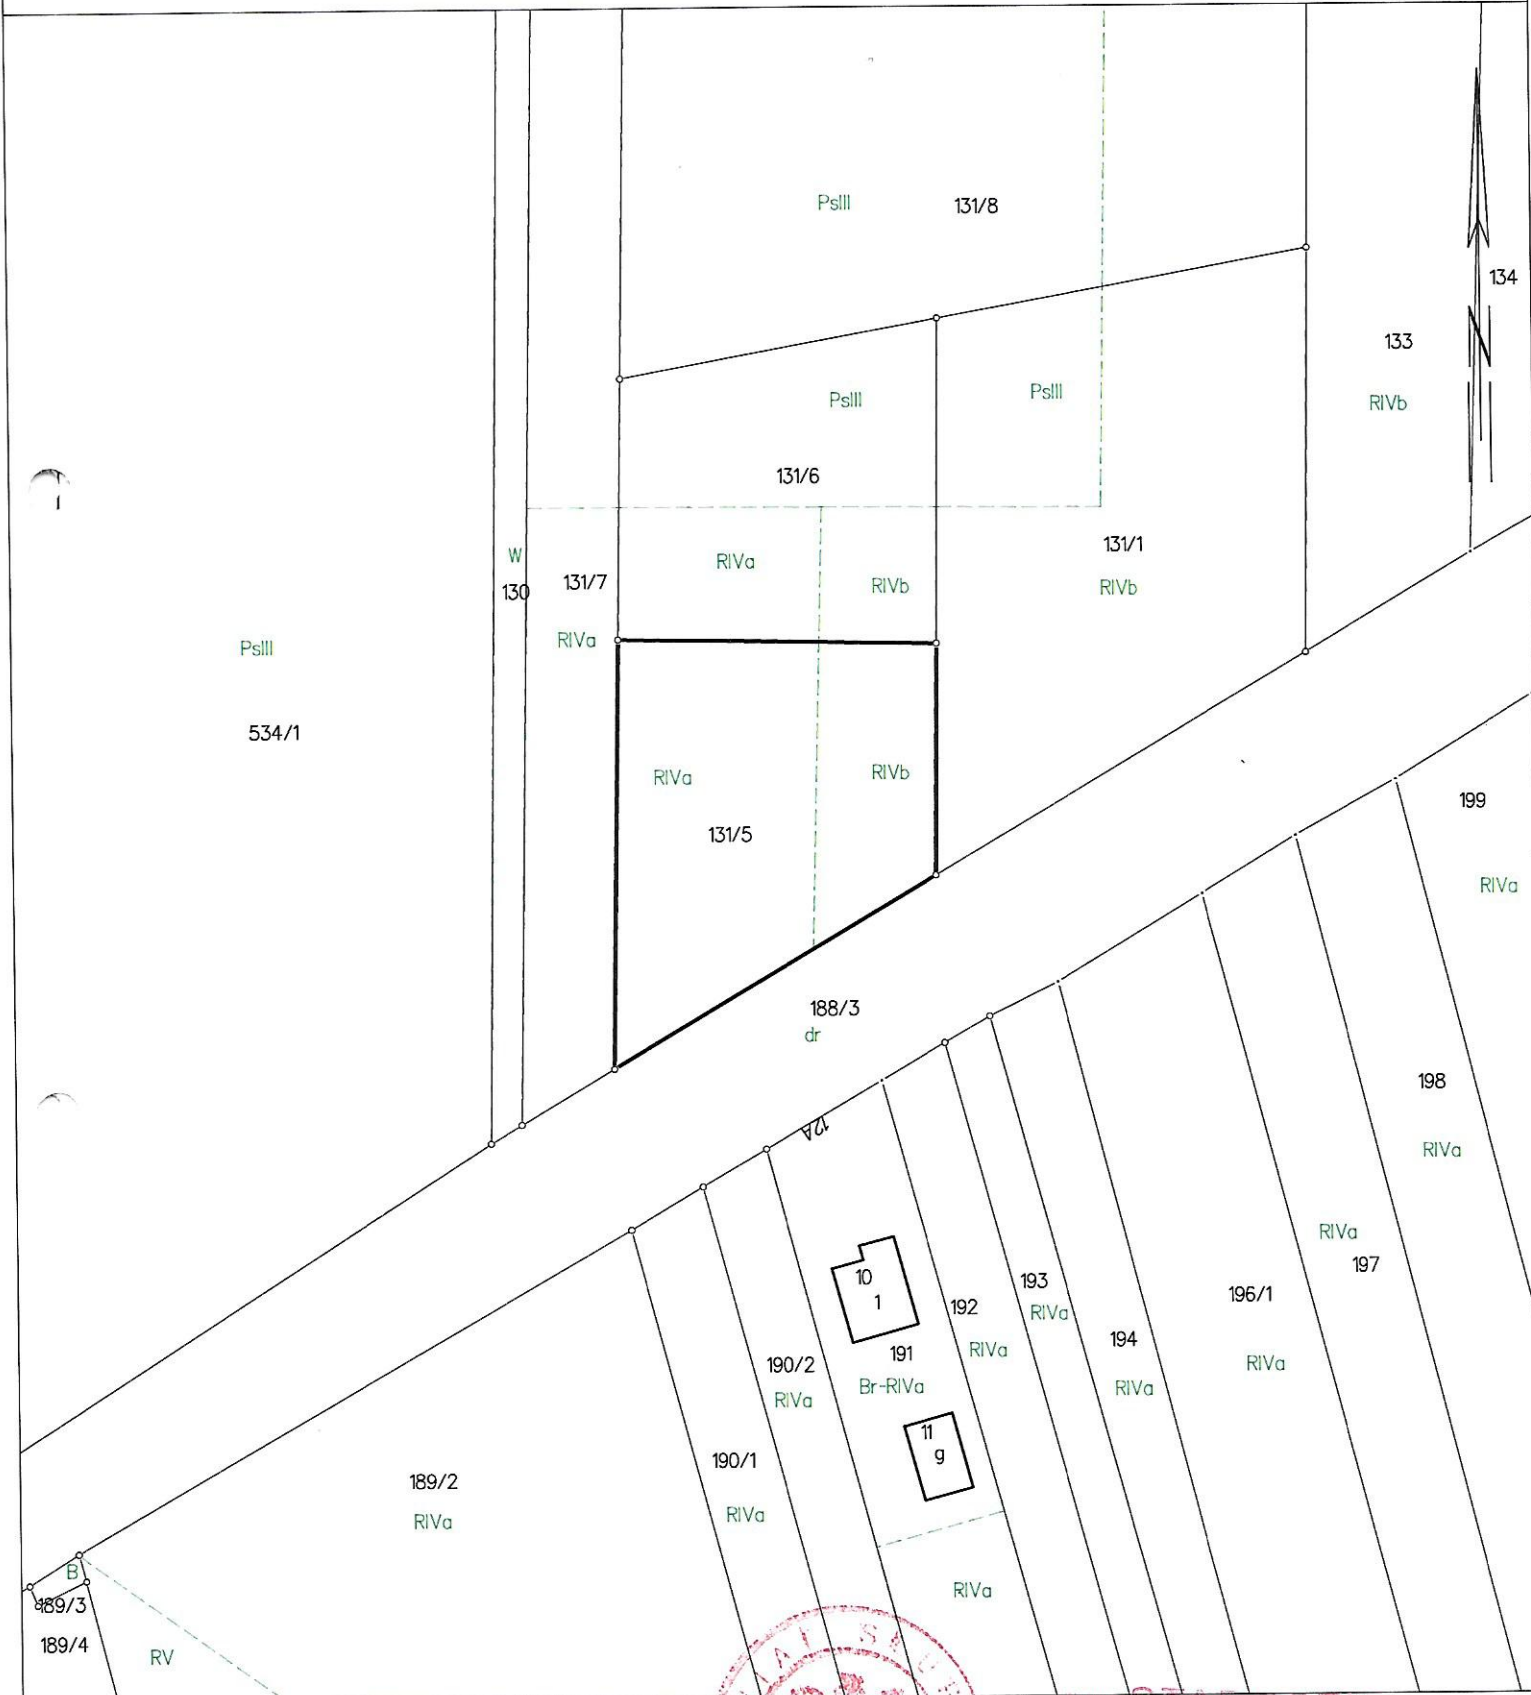 PsIII
131/8
134
N
133
RIVb
PsIII
PsIII
131/6
W
130
131/7
RIVa
RIVa
RIVb
131/1
RIVb
PsIII
534/1
RIVa
RIVb
131/5
199
RIVa
188/3
dr
198
RIVa
12A
RIVa
197
10
1
193
RIVa
196/1
RIVa
192
RIVa
194
RIVa
191
Br-RIVa
190/2
RIVa
11
g
190/1
RIVa
189/2
RIVa
B
189/3
189/4
RV
RIVa